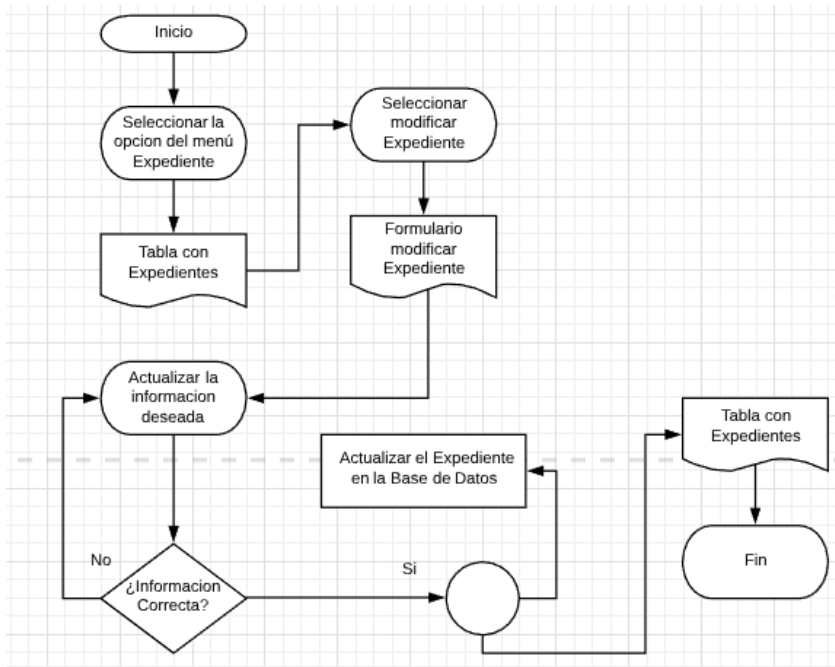 Inicio
Seleccionar la
opcion del menú
Expediente
Tabla con
Expedientes
Seleccionar
modificar
Expediente
Formulario
modificar
Expediente
Actualizar la
informacion
deseada
¿Informacion
Correcta?
No
Si
Actualizar el Expediente
en la Base de Datos
Tabla con
Expedientes
Fin